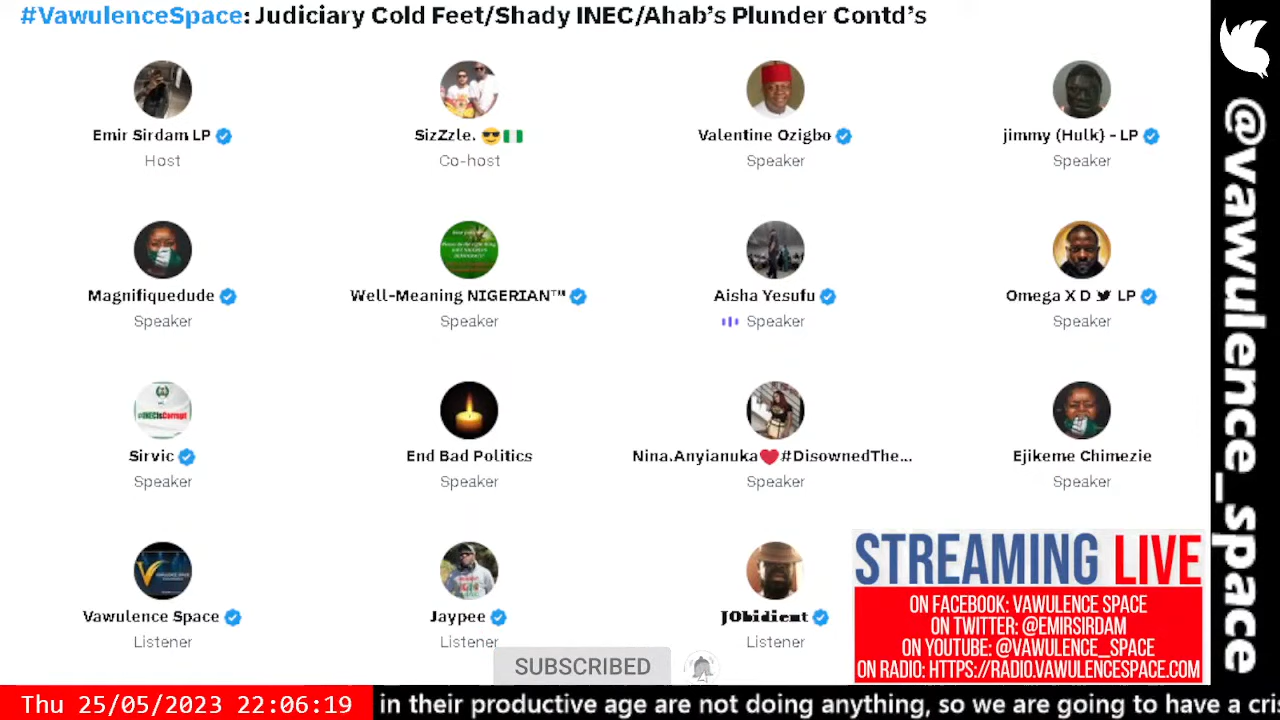 #VawulenceSpace: Judiciary Cold Feet/Shady INEC/Ahab’s Plunder Contd’s
Emir Sirdam LP
Host
SizZzle. 😎🇳🇬
Co-host
Valentine Ozigbo
Speaker
jimmy (Hulk) - LP
Speaker
Magnifiquedude
Speaker
Well-Meaning NIGERIAN™
Speaker
Aisha Yesufu
Speaker
Omega X D LP
Speaker
#INECIsCorrupt
Sirvic
Speaker
End Bad Politics
Speaker
Nina.Anyianuka❤️#DisownedThe...
Speaker
Ejikeme Chimezie
Speaker
Vawulence Space
Listener
Jaypee
Listener
JObidient
Listener
STREAMING LIVE
ON FACEBOOK: VAWULENCE SPACE
ON TWITTER: @EMIRSIRDAM
ON YOUTUBE: @VAWULENCE_SPACE
ON RADIO: HTTPS://RADIO.VAWULENCESPACE.COM
SUBSCRIBED
@vawulence_space
Thu 25/05/2023 22:06:19
in their productive age are not doing anything, so we are going to have a cris